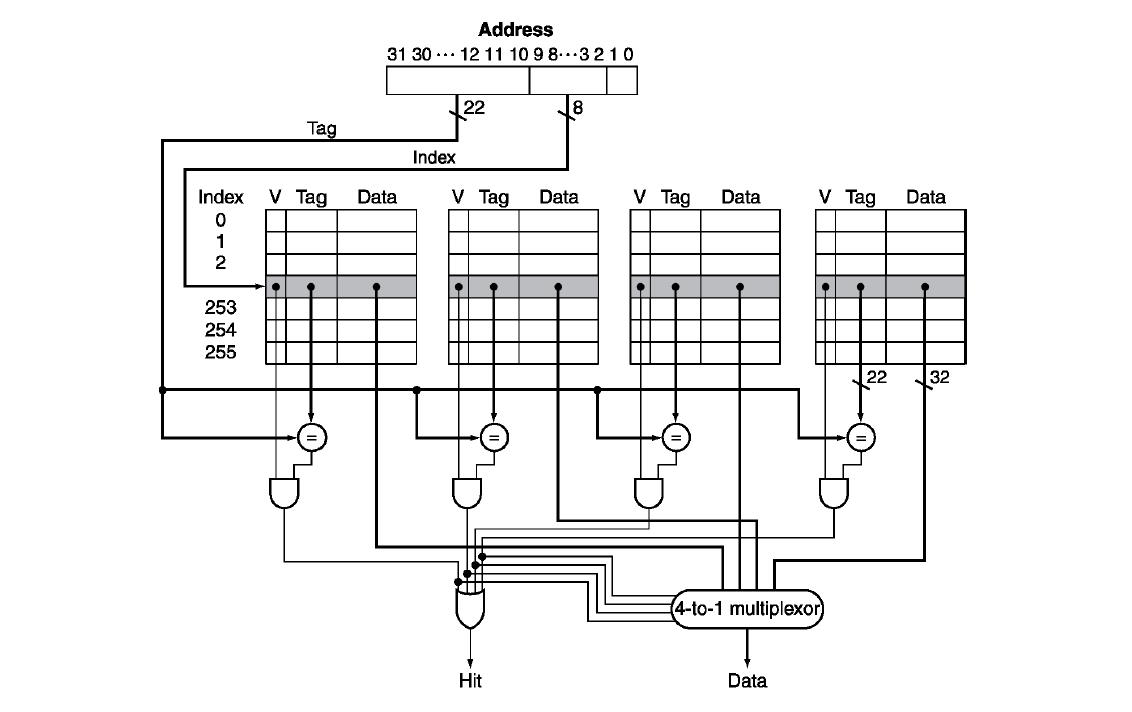 Address
31 30 ··· 12 11 10 9 8 ··· 3 2 1 0
22 8
Tag
Index
Index V Tag Data V Tag Data V Tag Data V Tag Data
0
1
2
253
254
255
22 32
= = = =
4-to-1 multiplexor
Hit Data